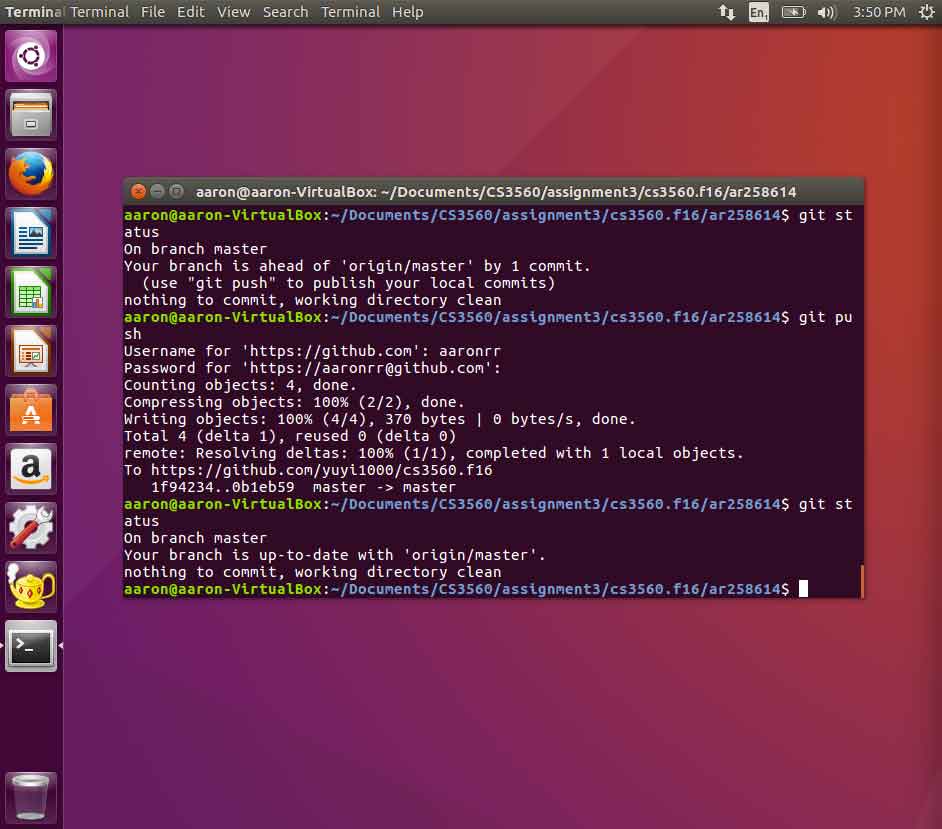 Terminal Terminal File Edit View Search Terminal Help En1 3:50 PM
aaron@aaron-VirtualBox: ~/Documents/CS3560/assignment3/cs3560.f16/ar258614
aaron@aaron-VirtualBox:~/Documents/CS3560/assignment3/cs3560.f16/ar258614$ git st
atus
On branch master
Your branch is ahead of 'origin/master' by 1 commit.
  (use "git push" to publish your local commits)
nothing to commit, working directory clean
aaron@aaron-VirtualBox:~/Documents/CS3560/assignment3/cs3560.f16/ar258614$ git pu
sh
Username for 'https://github.com': aaronrr
Password for 'https://aaronrr@github.com':
Counting objects: 4, done.
Compressing objects: 100% (2/2), done.
Writing objects: 100% (4/4), 370 bytes | 0 bytes/s, done.
Total 4 (delta 1), reused 0 (delta 0)
remote: Resolving deltas: 100% (1/1), completed with 1 local objects.
To https://github.com/yuyi1000/cs3560.f16
   1f94234..0b1eb59  master -> master
aaron@aaron-VirtualBox:~/Documents/CS3560/assignment3/cs3560.f16/ar258614$ git st
atus
On branch master
Your branch is up-to-date with 'origin/master'.
nothing to commit, working directory clean
aaron@aaron-VirtualBox:~/Documents/CS3560/assignment3/cs3560.f16/ar258614$